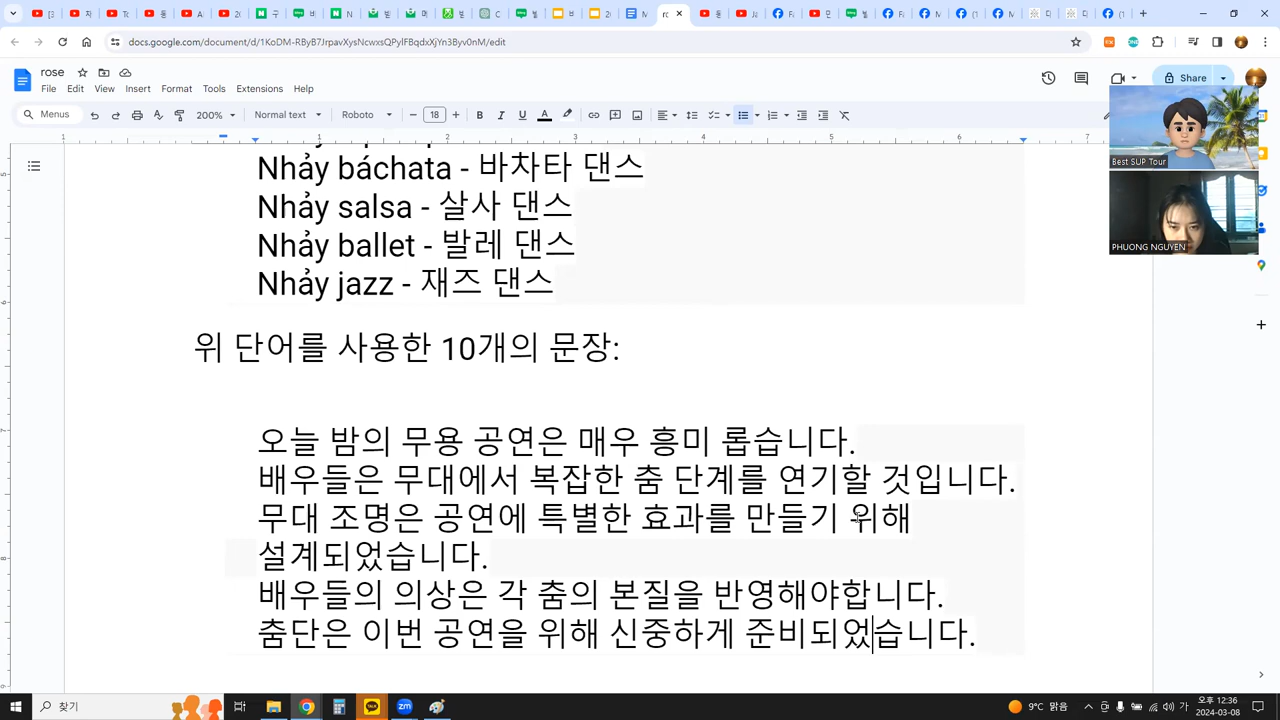 docs.google.com/document/d/1KoDM-RByB7JrpavXysNcwxsQPylFBqdxXjYn3Byv0nM/edit
rose
File Edit View Insert Format Tools Extensions Help
Share
Menus 200% Normal text Roboto 18
1 1 2 3 4 5 6 7
Best SUP Tour
PHUONG NGUYEN
Nhảy báchata - 바차타 댄스
Nhảy salsa - 살사 댄스
Nhảy ballet - 발레 댄스
Nhảy jazz - 재즈 댄스
위 단어를 사용한 10개의 문장:
오늘 밤의 무용 공연은 매우 흥미 롭습니다.
배우들은 무대에서 복잡한 춤 단계를 연기할 것입니다.
무대 조명은 공연에 특별한 효과를 만들기 위해
설계되었습니다.
배우들의 의상은 각 춤의 본질을 반영해야합니다.
춤단은 이번 공연을 위해 신중하게 준비되었습니다.
찾기
9°C 맑음
가
오후 12:36
2024-03-08